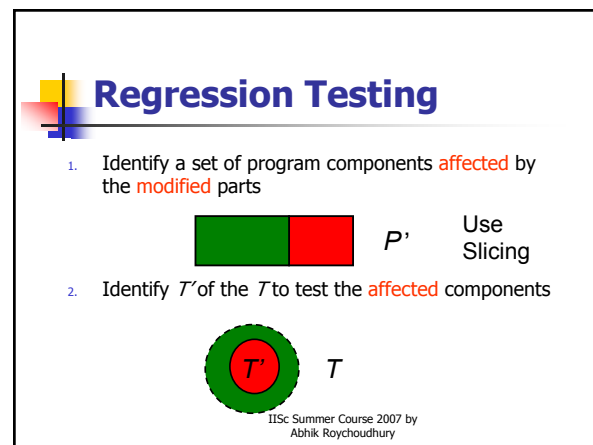 Regression Testing
1. Identify a set of program components affected by
the modified parts
P’ Use
Slicing
2. Identify T′ of the T to test the affected components
T’ T
IISc Summer Course 2007 by
Abhik Roychoudhury